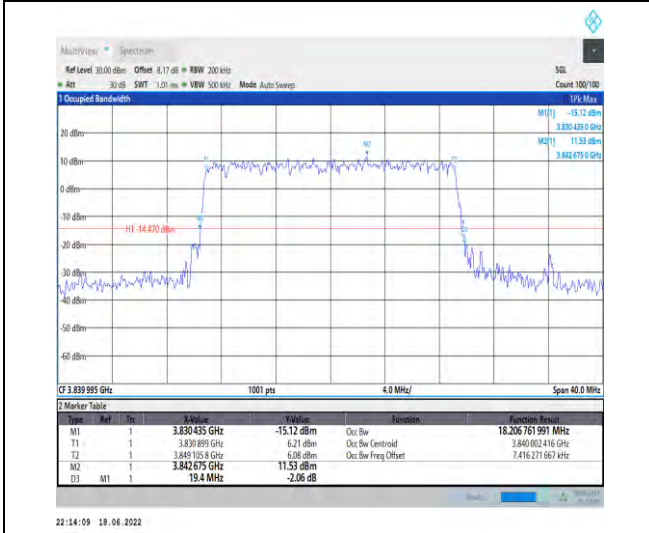 MultiView Spectrum
Ref Level 30.00 dBm Offset 8.17 dB RBW 200 kHz SGL
Att 30 dB SWT 1.01 ms VBW 500 kHz Mode Auto Sweep Count 100/100
1 Occupied Bandwidth 1Pk Max
M1[1] -15.12 dBm
3.830 435 0 GHz
M2[1] 11.53 dBm
3.842 675 0 GHz
20 dBm
M2
10 dBm
0 dBm
-10 dBm
H1 -14.470 dBm
-20 dBm
-30 dBm
-40 dBm
-50 dBm
-60 dBm
CF 3.839 995 GHz 1001 pts 4.0 MHz/ Span 40.0 MHz
2 Marker Table
Type Ref Trc X-Value Y-Value Function Function Result
M1 1 3.830 435 GHz -15.12 dBm Occ Bw 18.206 761 991 MHz
T1 1 3.830 899 GHz 6.21 dBm Occ Bw Centroid 3.840 002 416 GHz
T2 1 3.849 105 8 GHz 6.08 dBm Occ Bw Freq Offset 7.416 271 667 kHz
M2 1 3.842 675 GHz 11.53 dBm
D3 M1 1 19.4 MHz -2.06 dB
22:14:09 18.06.2022